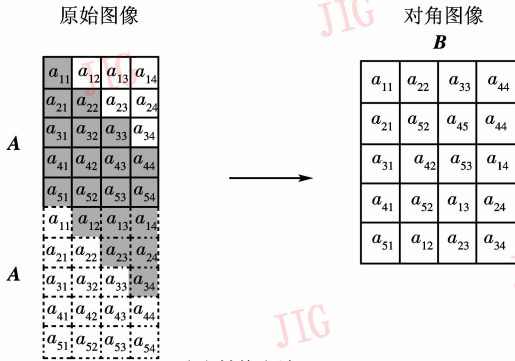 原始图像
对角图像
B
a11 a12 a13 a14
a21 a22 a23 a24
a31 a32 a33 a34
a41 a42 a43 a44
a51 a52 a53 a54
a11 a12 a13 a14
a21 a22 a23 a24
a31 a32 a33 a34
a41 a42 a43 a44
a51 a52 a53 a54
A
A
a11 a22 a33 a44
a21 a52 a45 a44
a31 a42 a53 a14
a41 a52 a13 a24
a51 a12 a23 a34
JIG
JIG
JIG